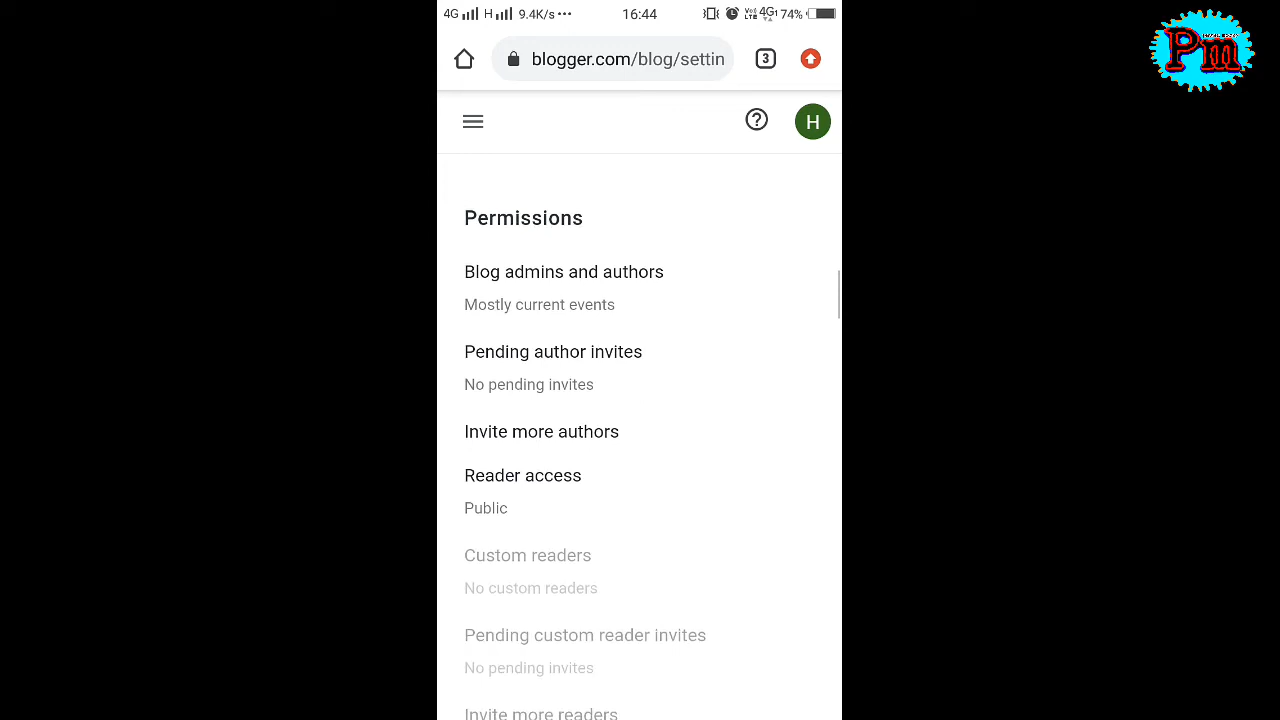 4G H 9.4K/s ••• 16:44 VoLTE 4G1 74%
blogger.com/blog/settin 3
H
Permissions
Blog admins and authors
Mostly current events
Pending author invites
No pending invites
Invite more authors
Reader access
Public
Custom readers
No custom readers
Pending custom reader invites
No pending invites
Invite more readers
Pm